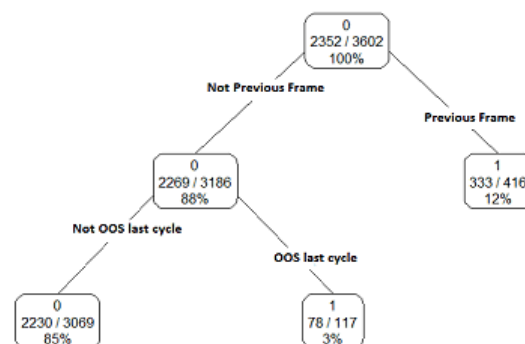 0
2352 / 3602
100%
Not Previous Frame
Previous Frame
0
2269 / 3186
88%
1
333 / 416
12%
Not OOS last cycle
OOS last cycle
0
2230 / 3069
85%
1
78 / 117
3%